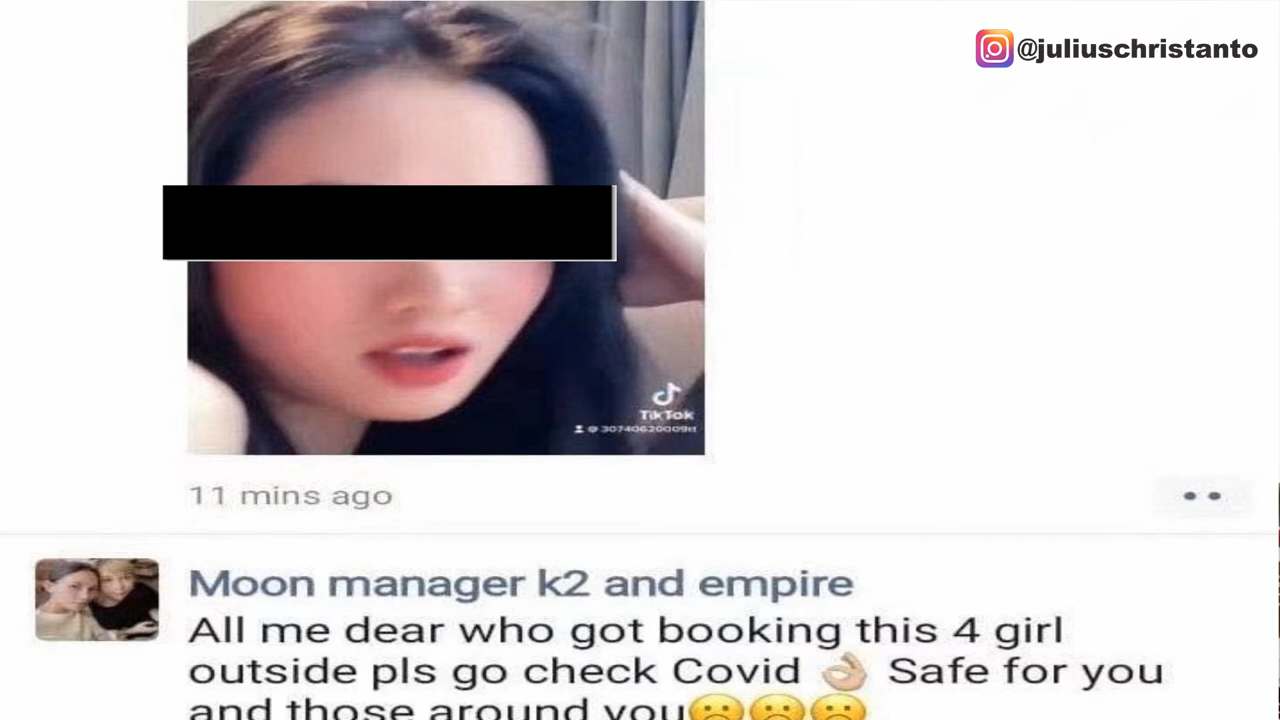 @juliuschristanto
TikTok
11 mins ago
Moon manager k2 and empire
All me dear who got booking this 4 girl
outside pls go check Covid 👌🏼 Safe for you
and those around you☹️☹️☹️